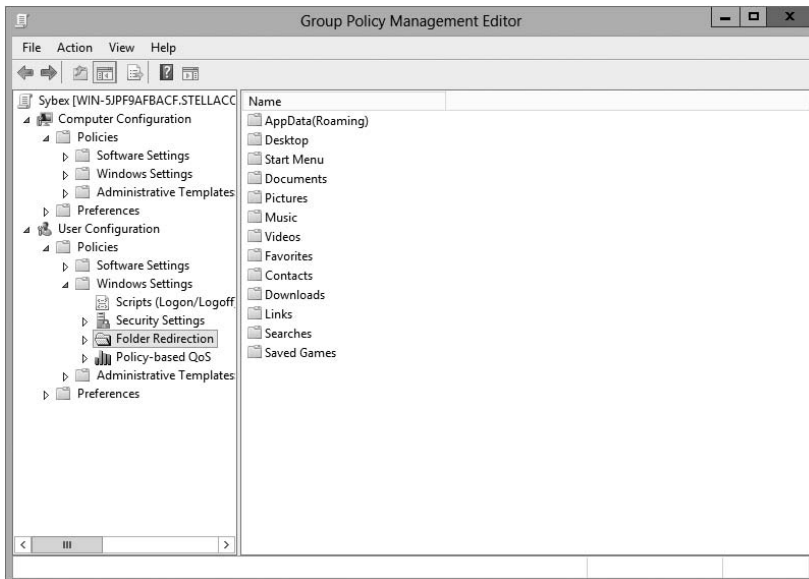 Group Policy Management Editor
File Action View Help
Sybex [WIN-5JPF9AFBACF.STELLACC
Computer Configuration
Policies
Software Settings
Windows Settings
Administrative Templates
Preferences
User Configuration
Policies
Software Settings
Windows Settings
Scripts (Logon/Logoff
Security Settings
Folder Redirection
Policy-based QoS
Administrative Templates
Preferences
Name
AppData(Roaming)
Desktop
Start Menu
Documents
Pictures
Music
Videos
Favorites
Contacts
Downloads
Links
Searches
Saved Games